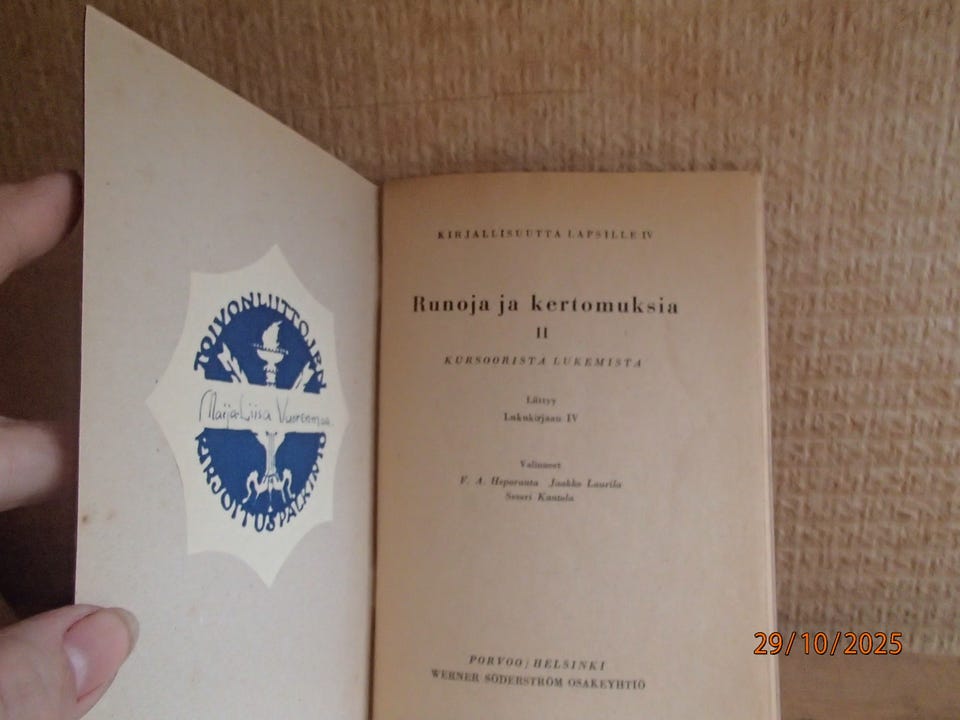 TOIVONLIITTOJEN
Maija-Liisa Vuorenmaa.
KIRJOITUSPALKINTO
KIRJALLISUUTTA LAPSILLE IV
Runoja ja kertomuksia
II
KURSOORISTA LUKEMISTA
Liittyy
Lukukirjaan IV
Valinneet
V. A. Heporauta Jaakko Laurila
Severi Kantola
PORVOO / HELSINKI
WERNER SÖDERSTRÖM OSAKEYHTIÖ
29/10/2025